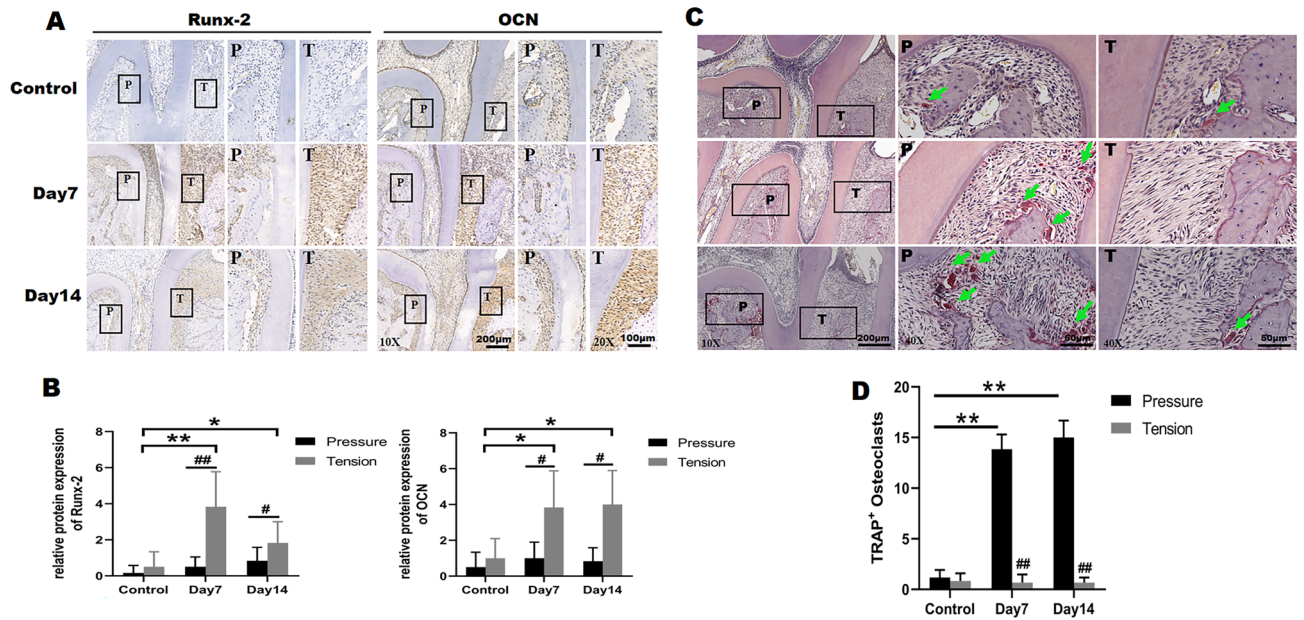 A
Runx-2
OCN
Control
Day7
Day14
P
T
P
T
P
T
P
T
P
T
P
T
P
T
P
T
P
T
P
T
P
T
P
T
10X
200μm
20X
100μm
C
P
T
P
T
P
T
P
T
P
T
P
T
10X
200μm
40X
50μm
40X
50μm
B
relative protein expression
of Runx-2
8
6
4
2
0
*
**
##
#
Pressure
Tension
Control
Day7
Day14
relative protein expression
of OCN
8
6
4
2
0
*
*
#
#
Pressure
Tension
Control
Day7
Day14
D
TRAP+ Osteoclasts
20
15
10
5
0
**
**
##
##
Pressure
Tension
Control
Day7
Day14